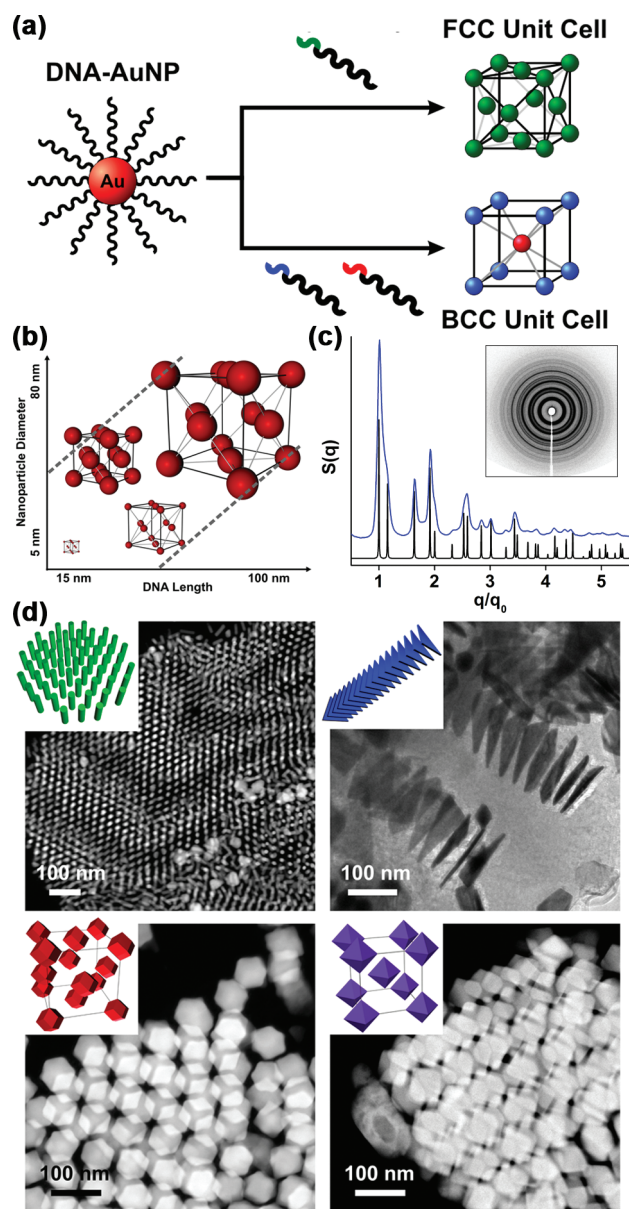 (a)
FCC Unit Cell
DNA-AuNP
Au
BCC Unit Cell
(b)
80 nm
Nanoparticle Diameter
5 nm
15 nm
100 nm
DNA Length
(c)
S(q)
1
2
3
4
5
q/q₀
(d)
100 nm
100 nm
100 nm
100 nm